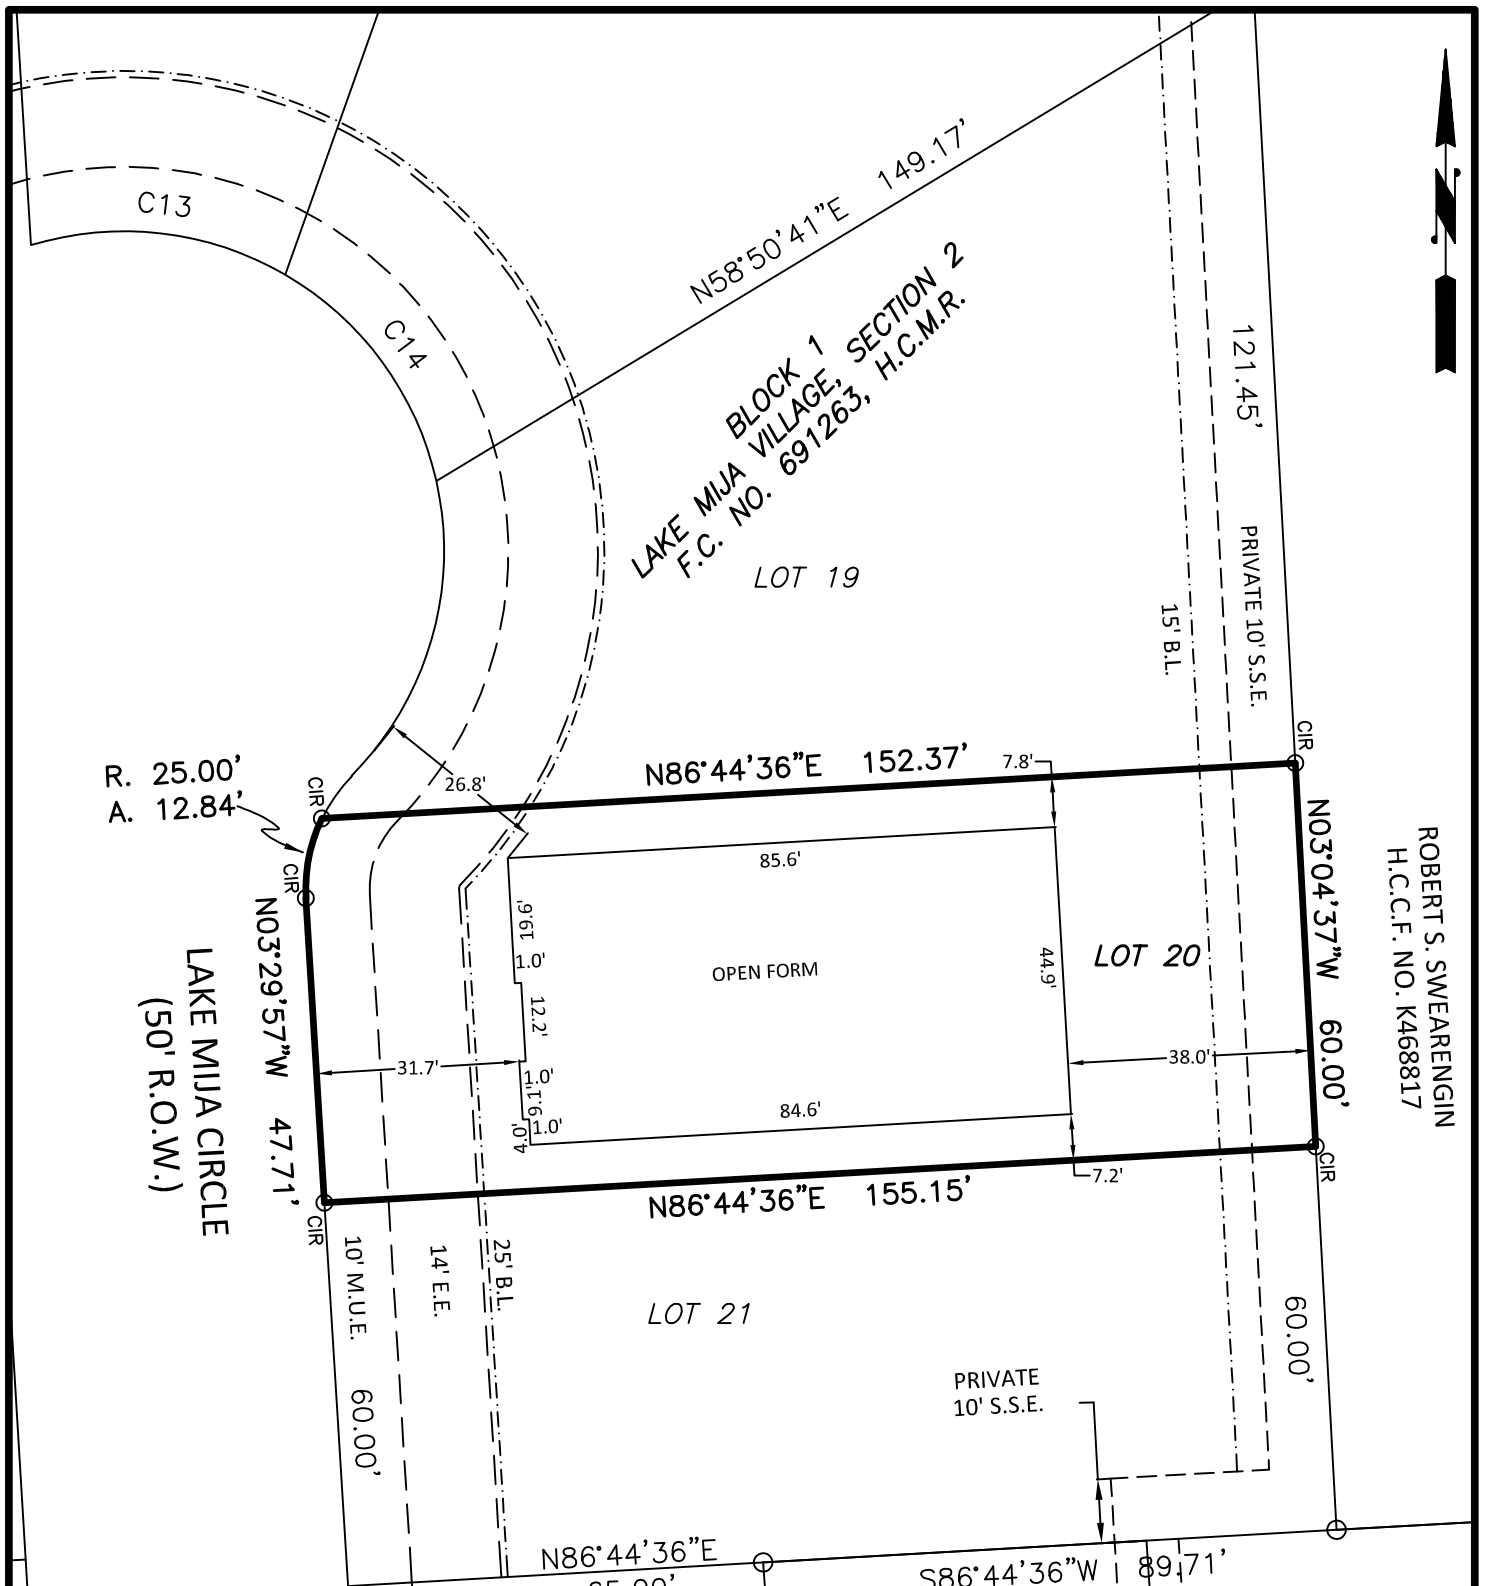 C13
C14
N58°50'41"E 149.17'
BLOCK 1
LAKE MIJA VILLAGE, SECTION 2
F.C. NO. 691263, H.C.M.R.
121.45'
PRIVATE 10' S.S.E.
15' B.L.
LOT 19
R. 25.00'
A. 12.84'
CIR
CIR
26.8'
N86°44'36"E 152.37'
7.8'
CIR
85.6'
N03°04'37"W 60.00'
ROBERT S. SWEARENGIN
H.C.C.F. NO. K468817
N03°29'57"W 47.71'
LAKE MIJA CIRCLE
(50' R.O.W.)
19.6'
1.0'
12.2'
1.0'
9.1'
1.0'
4.0'
OPEN FORM
44.9'
LOT 20
31.7'
38.0'
84.6'
7.2'
CIR
N86°44'36"E 155.15'
CIR
10' M.U.E.
14' E.E.
25' B.L.
LOT 21
60.00'
60.00'
PRIVATE
10' S.S.E.
N86°44'36"E
S86°44'36"W 89.71'